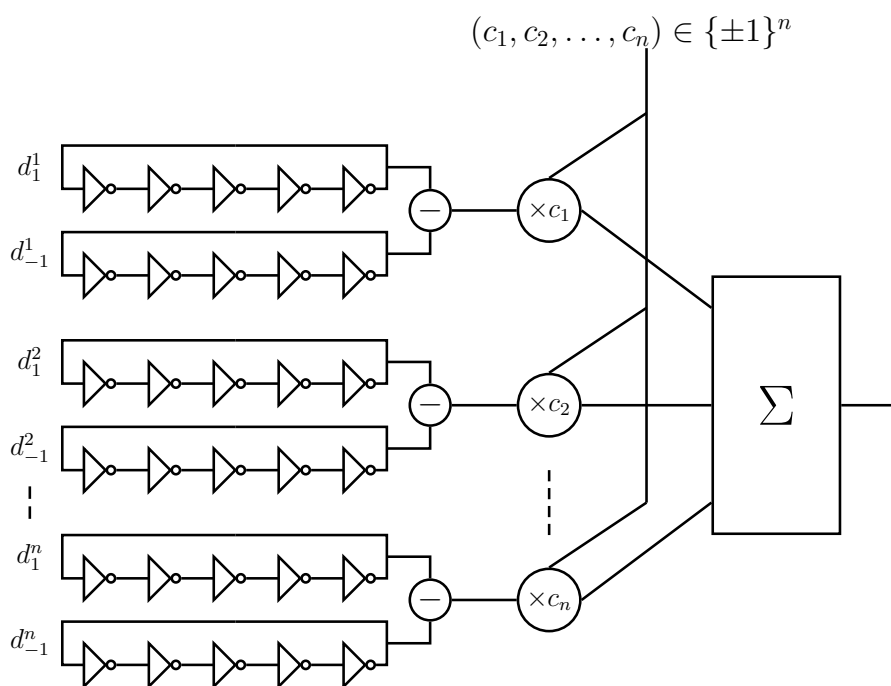 $(c_1, c_2, \ldots, c_n) \in \{\pm 1\}^n$
$d_1^1$
$-$
$\times c_1$
$d_{-1}^1$
$d_1^2$
$-$
$\times c_2$
$\sum$
$d_{-1}^2$
$d_1^n$
$-$
$\times c_n$
$d_{-1}^n$